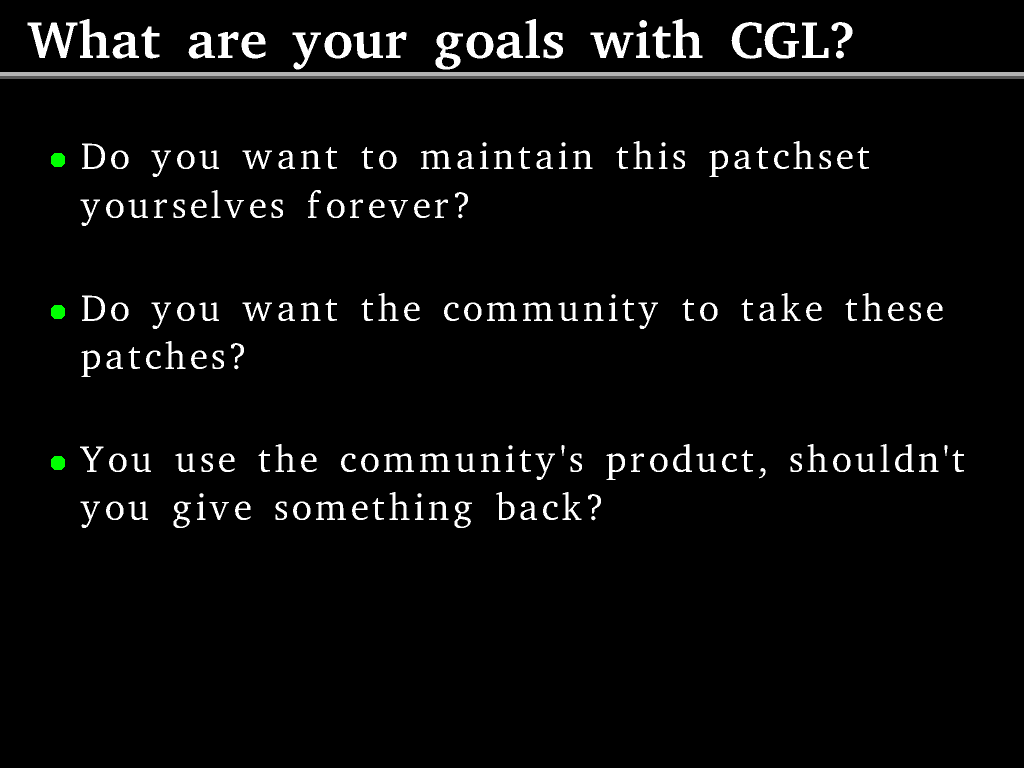 What are your goals with CGL?
Do you want to maintain this patchset
yourselves forever?
Do you want the community to take these
patches?
You use the community's product, shouldn't
you give something back?